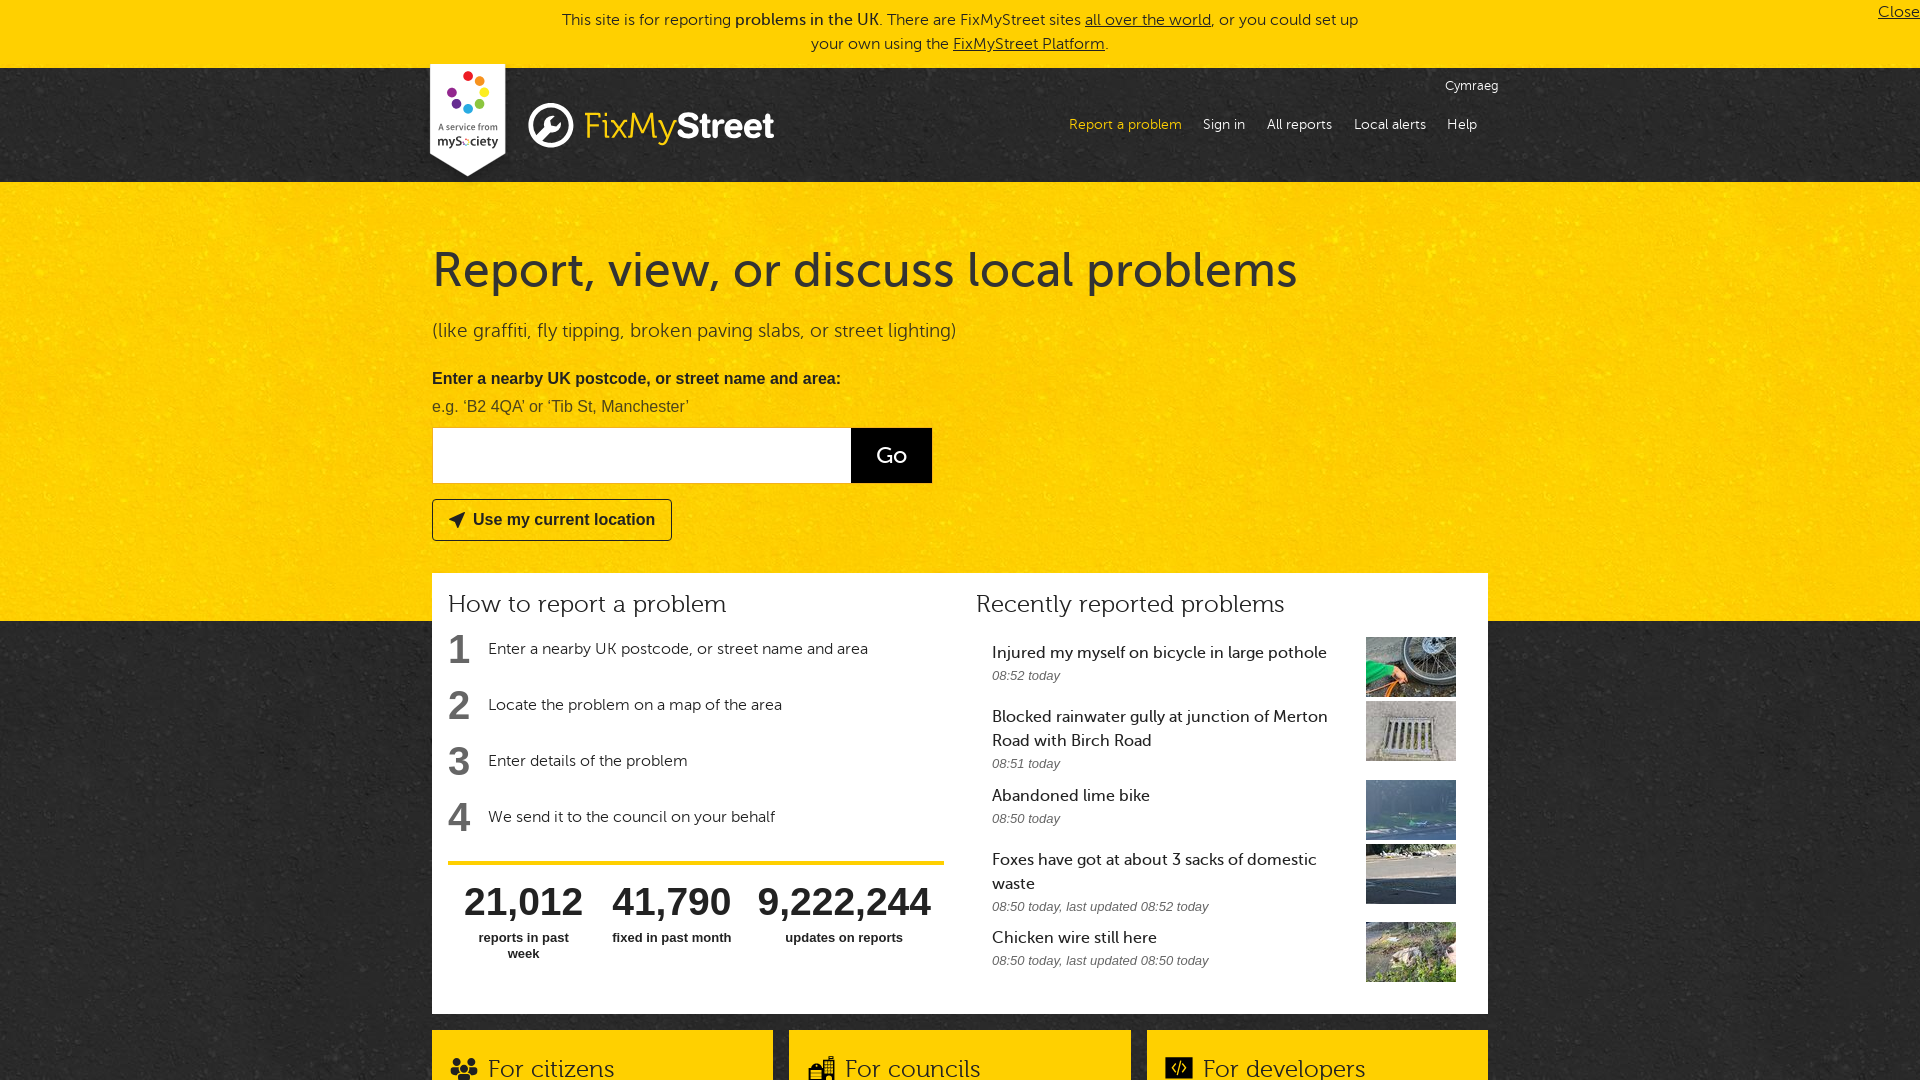 This site is for reporting problems in the UK. There are FixMyStreet sites all over the world, or you could set up
your own using the FixMyStreet Platform.
Close
Cymraeg
A service from
mySociety
FixMyStreet
Report a problem
Sign in
All reports
Local alerts
Help
Report, view, or discuss local problems
(like graffiti, fly tipping, broken paving slabs, or street lighting)
Enter a nearby UK postcode, or street name and area:
e.g. ‘B2 4QA’ or ‘Tib St, Manchester’
Go
Use my current location
How to report a problem
1 Enter a nearby UK postcode, or street name and area
2 Locate the problem on a map of the area
3 Enter details of the problem
4 We send it to the council on your behalf
21,012
reports in past
week
41,790
fixed in past month
9,222,244
updates on reports
Recently reported problems
Injured my myself on bicycle in large pothole
08:52 today
Blocked rainwater gully at junction of Merton
Road with Birch Road
08:51 today
Abandoned lime bike
08:50 today
Foxes have got at about 3 sacks of domestic
waste
08:50 today, last updated 08:52 today
Chicken wire still here
08:50 today, last updated 08:50 today
For citizens
For councils
For developers